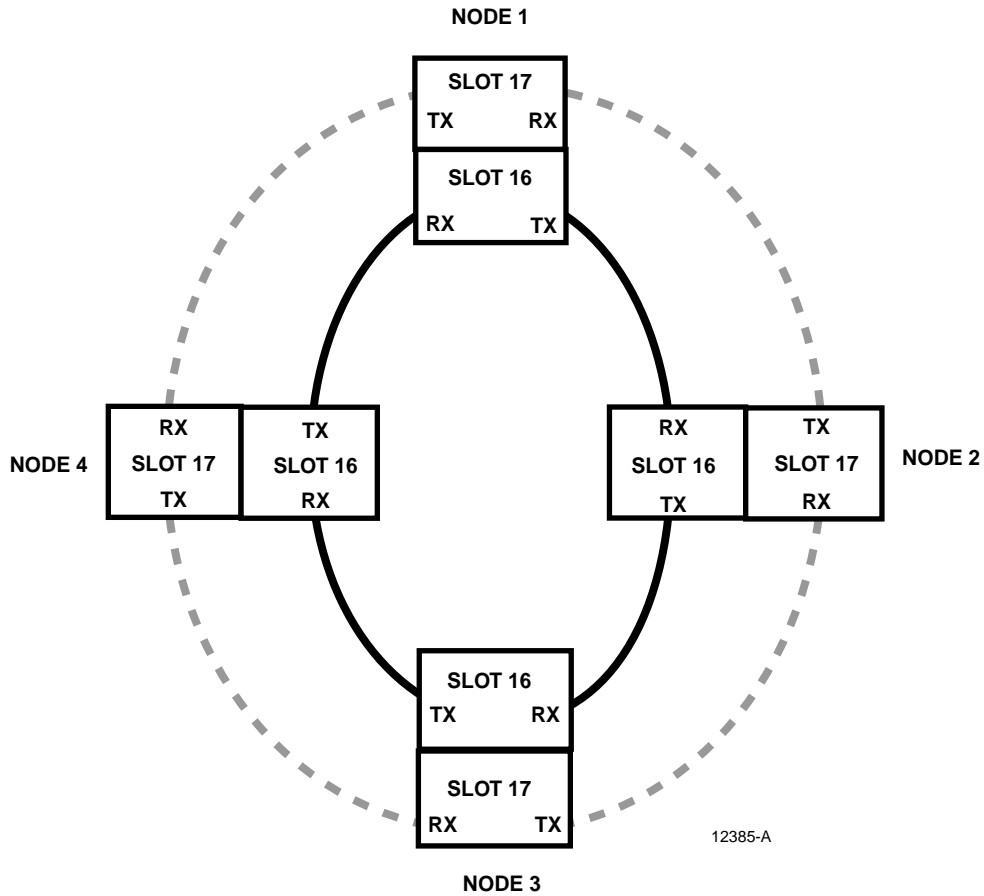 NODE 1
SLOT 17
TX RX
SLOT 16
RX TX
RX TX RX TX
NODE 4 SLOT 17 SLOT 16 SLOT 16 SLOT 17 NODE 2
TX RX TX RX
SLOT 16
TX RX
SLOT 17
RX TX
12385-A
NODE 3